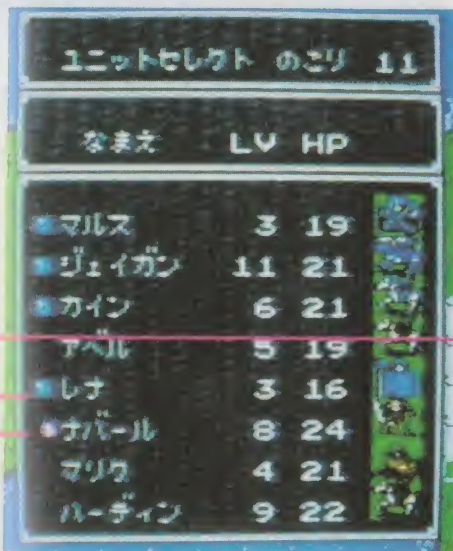 ユニットセレクト のこり 11
なまえ LV HP
マルス 3 19
ジェイガン 11 21
カイン 6 21
アベル 5 19
レナ 3 16
ナバール 8 24
マリク 4 21
ハーディン 9 22